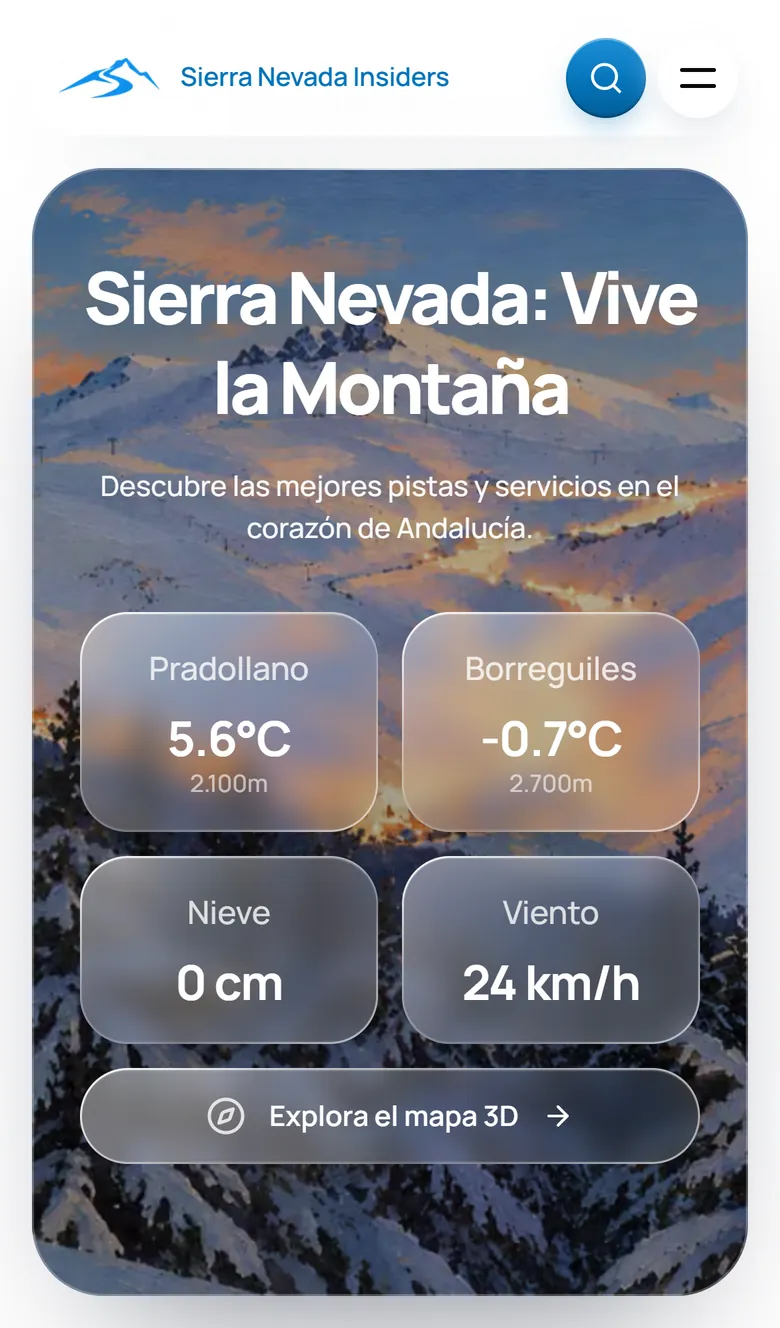 Sierra Nevada Insiders
Sierra Nevada: Vive
la Montaña
Descubre las mejores pistas y servicios en el
corazón de Andalucía.
Pradollano
5.6°C
2.100m
Borreguiles
-0.7°C
2.700m
Nieve
0 cm
Viento
24 km/h
Explora el mapa 3D